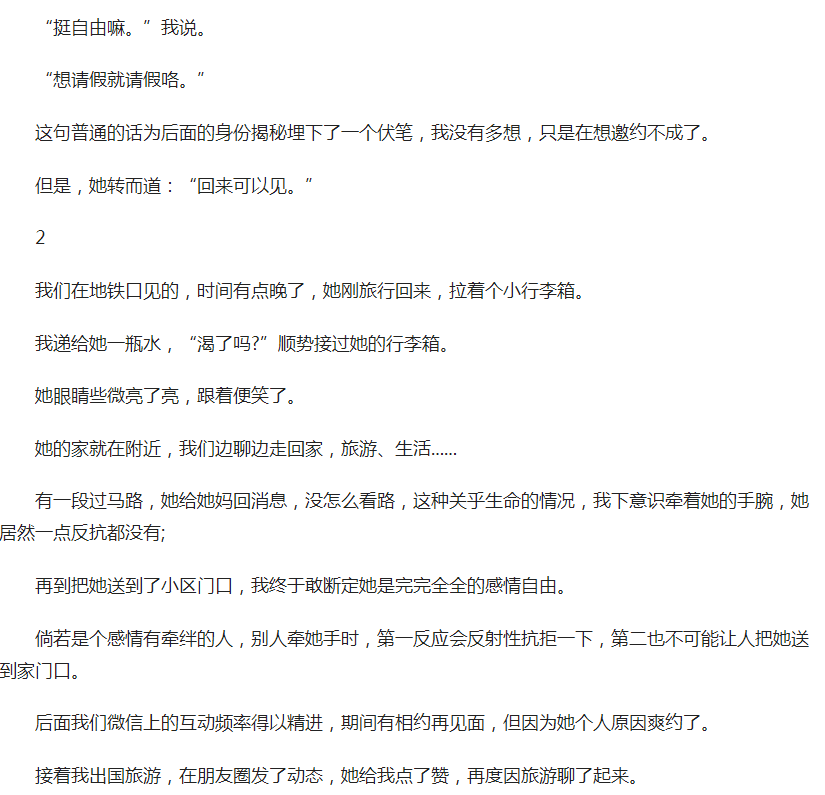 “挺自由嘛。”我说。
“想请假就请假咯。”
这句普通的话为后面的身份揭秘埋下了一个伏笔，我没有多想，只是在想邀约不成了。
但是，她转而道：“回来可以见。”
2
我们在地铁口见的，时间有点晚了，她刚旅行回来，拉着个小行李箱。
我递给她一瓶水，“渴了吗?”顺势接过她的行李箱。
她眼睛些微亮了亮，跟着便笑了。
她的家就在附近，我们边聊边走回家，旅游、生活......
有一段过马路，她给她妈回消息，没怎么看路，这种关乎生命的情况，我下意识牵着她的手腕，她
居然一点反抗都没有;
再到把她送到了小区门口，我终于敢断定她是完完全全的感情自由。
倘若是个感情有牵绊的人，别人牵她手时，第一反应会反射性抗拒一下，第二也不可能让人把她送
到家门口。
后面我们微信上的互动频率得以精进，期间有相约再见面，但因为她个人原因爽约了。
接着我出国旅游，在朋友圈发了动态，她给我点了赞，再度因旅游聊了起来。